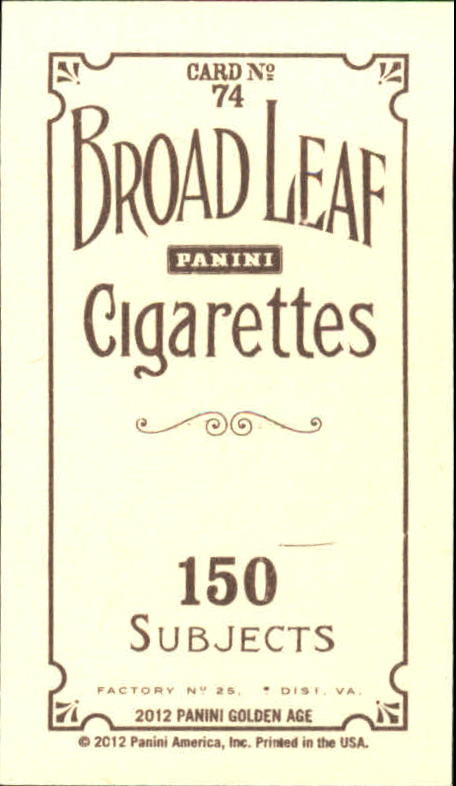 CARD Nº
74
BROAD LEAF
PANINI
Cigarettes
150
SUBJECTS
FACTORY Nº 25, * DIST. VA.
2012 PANINI GOLDEN AGE
© 2012 Panini America, Inc. Printed in the USA.